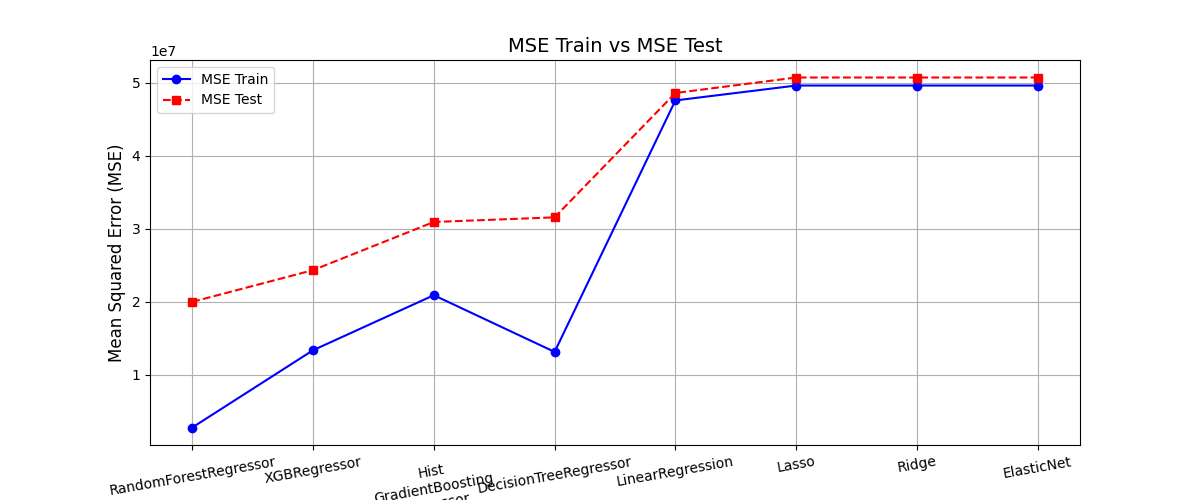 MSE Train vs MSE Test
1e7
MSE Train
MSE Test
Mean Squared Error (MSE)
5
4
3
2
1
RandomForestRegressor
XGBRegressor
Hist
GradientBoosting
DecisionTreeRegressor
LinearRegression
Lasso
Ridge
ElasticNet